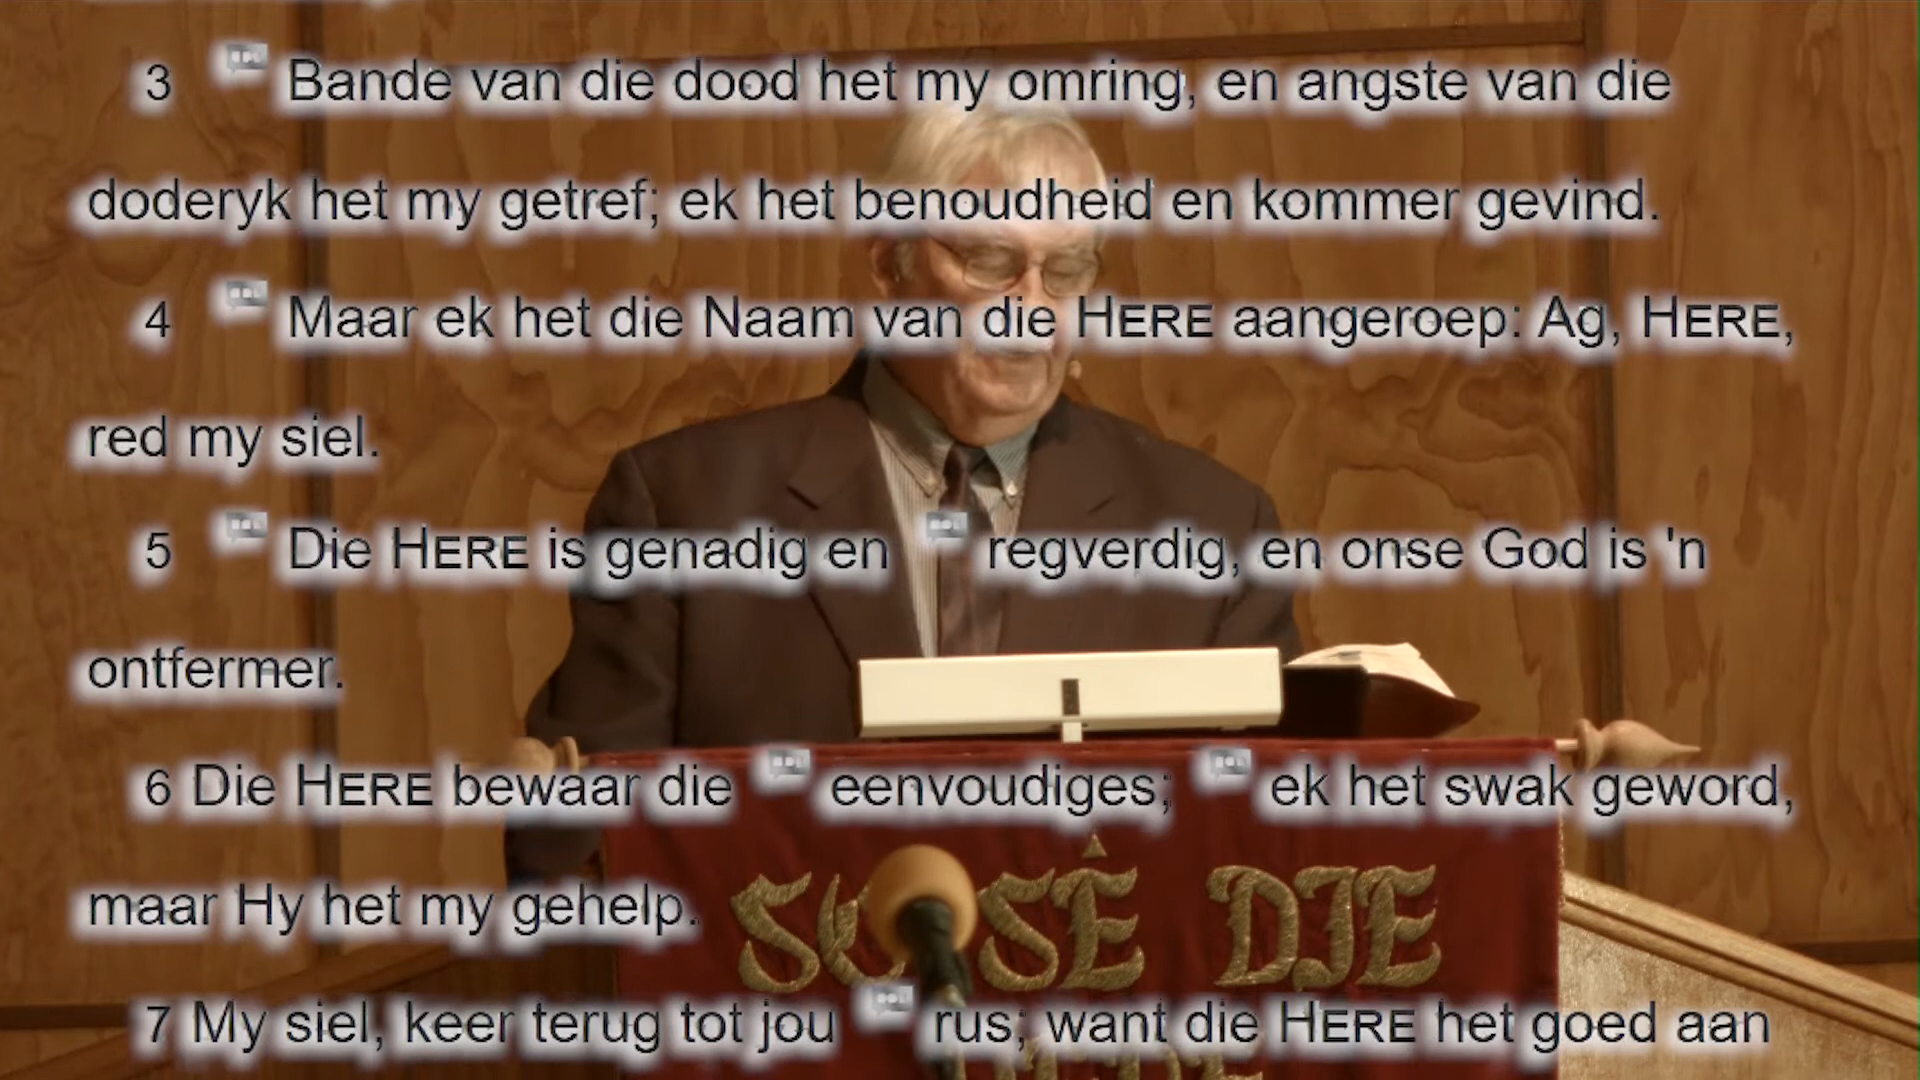 3 Bande van die dood het my omring, en angste van die
doderyk het my getref; ek het benoudheid en kommer gevind.
4 Maar ek het die Naam van die HERE aangeroep: Ag, HERE,
red my siel.
5 Die HERE is genadig en regverdig, en onse God is 'n
ontfermer.
6 Die HERE bewaar die eenvoudiges; ek het swak geword,
maar Hy het my gehelp.
7 My siel, keer terug tot jou rus; want die HERE het goed aan
SÊ DIE